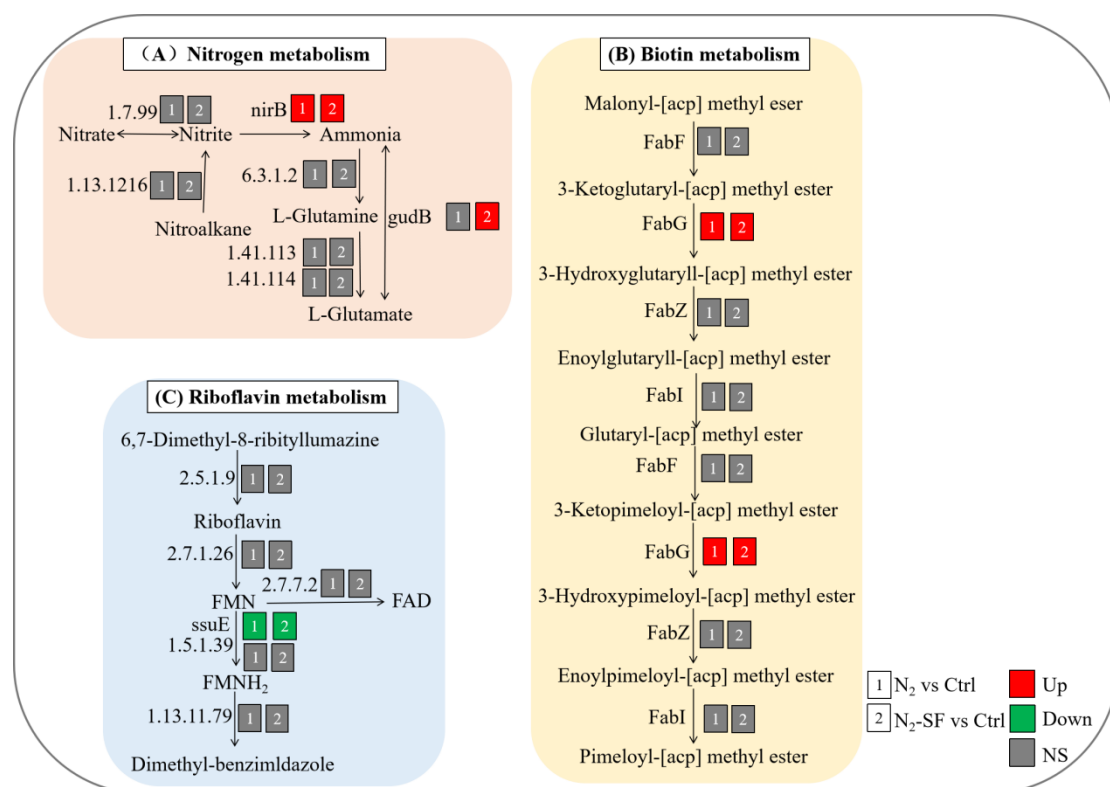 （A）Nitrogen metabolism
1.7.99 1 2
nirB 1 2
Nitrate Nitrite Ammonia
1.13.1216 1 2
6.3.1.2 1 2
Nitroalkane
L-Glutamine gudB 1 2
1.41.113 1 2
1.41.114 1 2
L-Glutamate
(B) Biotin metabolism
Malonyl-[acp] methyl eser
FabF 1 2
3-Ketoglutaryl-[acp] methyl ester
FabG 1 2
3-Hydroxyglutaryll-[acp] methyl ester
FabZ 1 2
Enoylglutaryll-[acp] methyl ester
FabI 1 2
Glutaryl-[acp] methyl ester
FabF 1 2
3-Ketopimeloyl-[acp] methyl ester
FabG 1 2
3-Hydroxypimeloyl-[acp] methyl ester
FabZ 1 2
Enoylpimeloyl-[acp] methyl ester
FabI 1 2
Pimeloyl-[acp] methyl ester
(C) Riboflavin metabolism
6,7-Dimethyl-8-ribityllumazine
2.5.1.9 1 2
Riboflavin
2.7.1.26 1 2
2.7.7.2 1 2
FMN FAD
ssuE 1 2
1.5.1.39 1 2
FMNH₂
1.13.11.79 1 2
Dimethyl-benzimldazole
1 N₂ vs Ctrl
2 N₂-SF vs Ctrl
Up
Down
NS